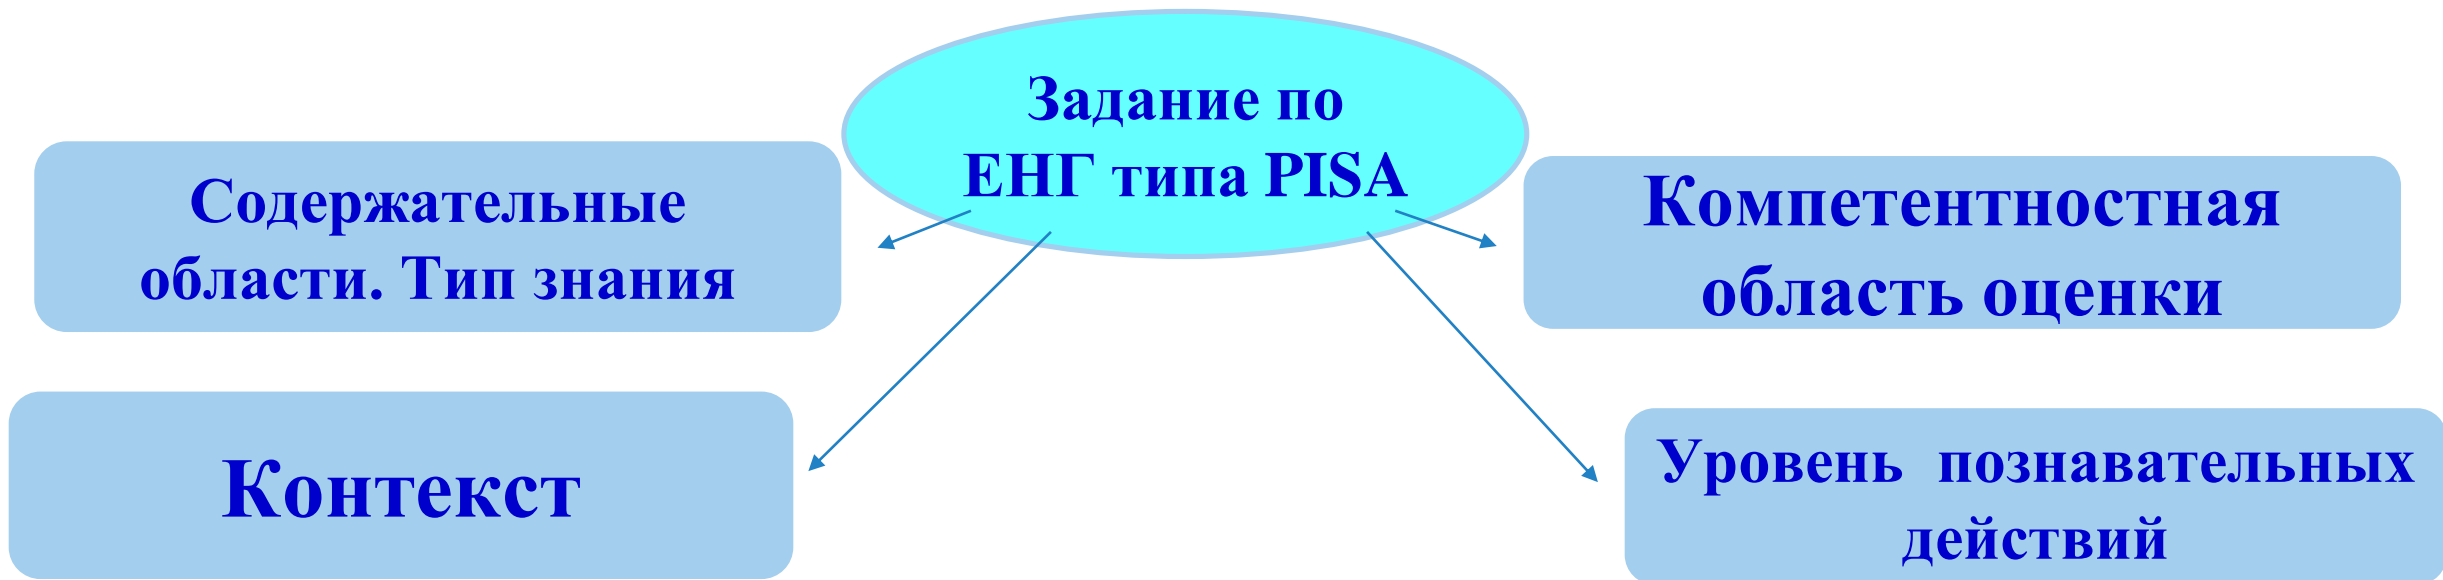 Задание по
ЕНГ типа PISA
Содержательные
области. Тип знания
Компетентностная
область оценки
Контекст
Уровень познавательных
действий